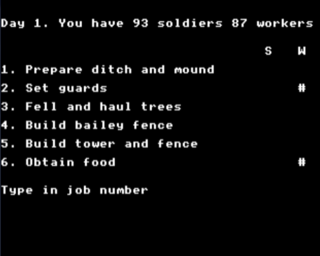 Day 1. You have 93 soldiers 87 workers
S W
1. Prepare ditch and mound
2. Set guards #
3. Fell and haul trees
4. Build bailey fence
5. Build tower and fence
6. Obtain food #
Type in job number